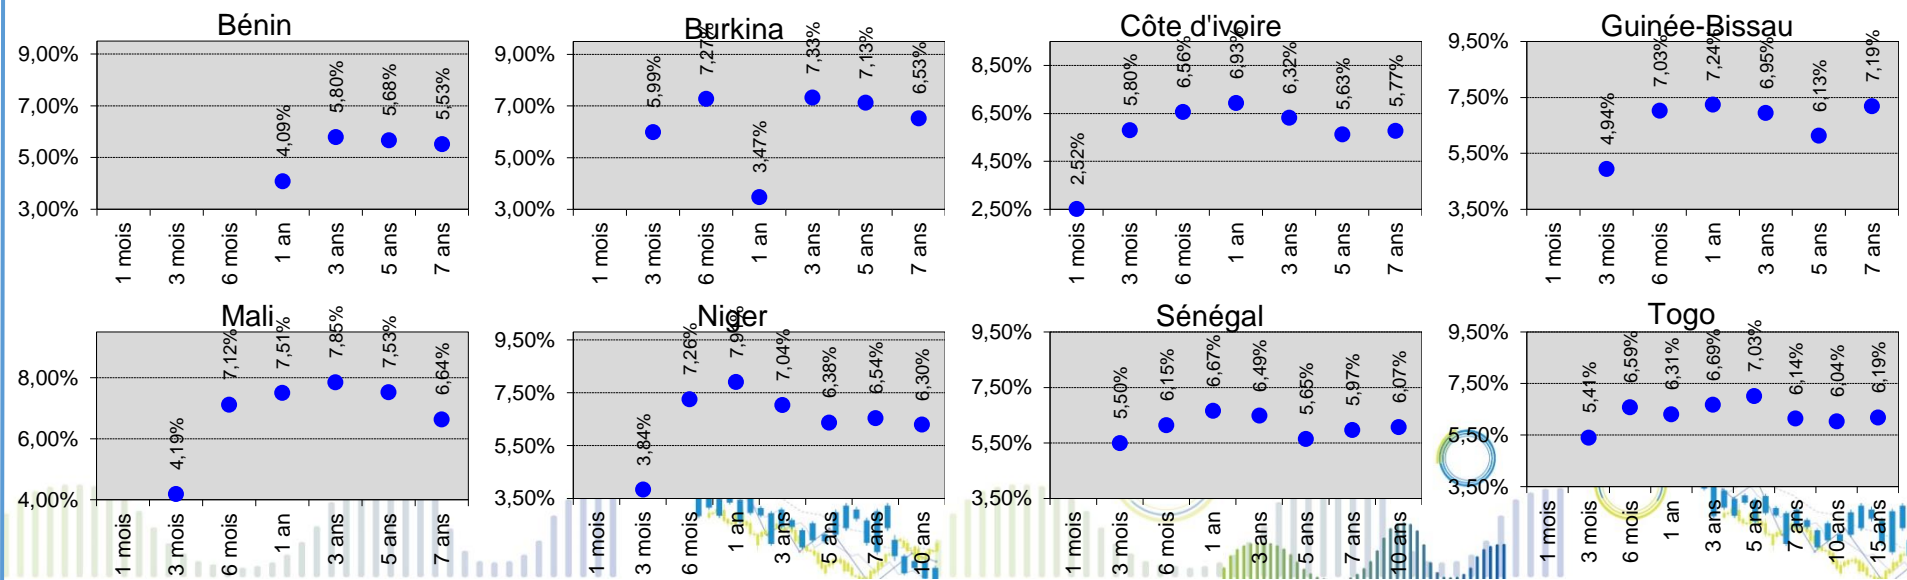 Bénin
9,00%
7,00%
5,00%
3,00%
4,09%
5,80%
5,68%
5,53%
1 mois
3 mois
6 mois
1 an
3 ans
5 ans
7 ans
Burkina
9,00%
7,00%
5,00%
3,00%
5,99%
7,27%
3,47%
7,33%
7,13%
6,53%
1 mois
3 mois
6 mois
1 an
3 ans
5 ans
7 ans
Côte d'ivoire
8,50%
6,50%
4,50%
2,50%
2,52%
5,80%
6,56%
6,93%
6,32%
5,63%
5,77%
1 mois
3 mois
6 mois
1 an
3 ans
5 ans
7 ans
Guinée-Bissau
9,50%
7,50%
5,50%
3,50%
4,94%
7,03%
7,24%
6,95%
6,13%
7,19%
1 mois
3 mois
6 mois
1 an
3 ans
5 ans
7 ans
Mali
8,00%
6,00%
4,00%
4,19%
7,12%
7,51%
7,85%
7,53%
6,64%
1 mois
3 mois
6 mois
1 an
3 ans
5 ans
7 ans
Niger
9,50%
7,50%
5,50%
3,50%
3,84%
7,26%
7,04%
6,38%
6,54%
6,30%
1 mois
3 mois
6 mois
1 an
3 ans
5 ans
7 ans
10 ans
Sénégal
9,50%
7,50%
5,50%
3,50%
5,50%
6,15%
6,67%
6,49%
5,65%
5,97%
6,07%
1 mois
3 mois
6 mois
1 an
3 ans
5 ans
7 ans
10 ans
Togo
9,50%
7,50%
5,50%
3,50%
5,41%
6,59%
6,31%
6,69%
7,03%
6,14%
6,04%
6,19%
1 mois
3 mois
6 mois
1 an
3 ans
5 ans
7 ans
10 ans
15 ans